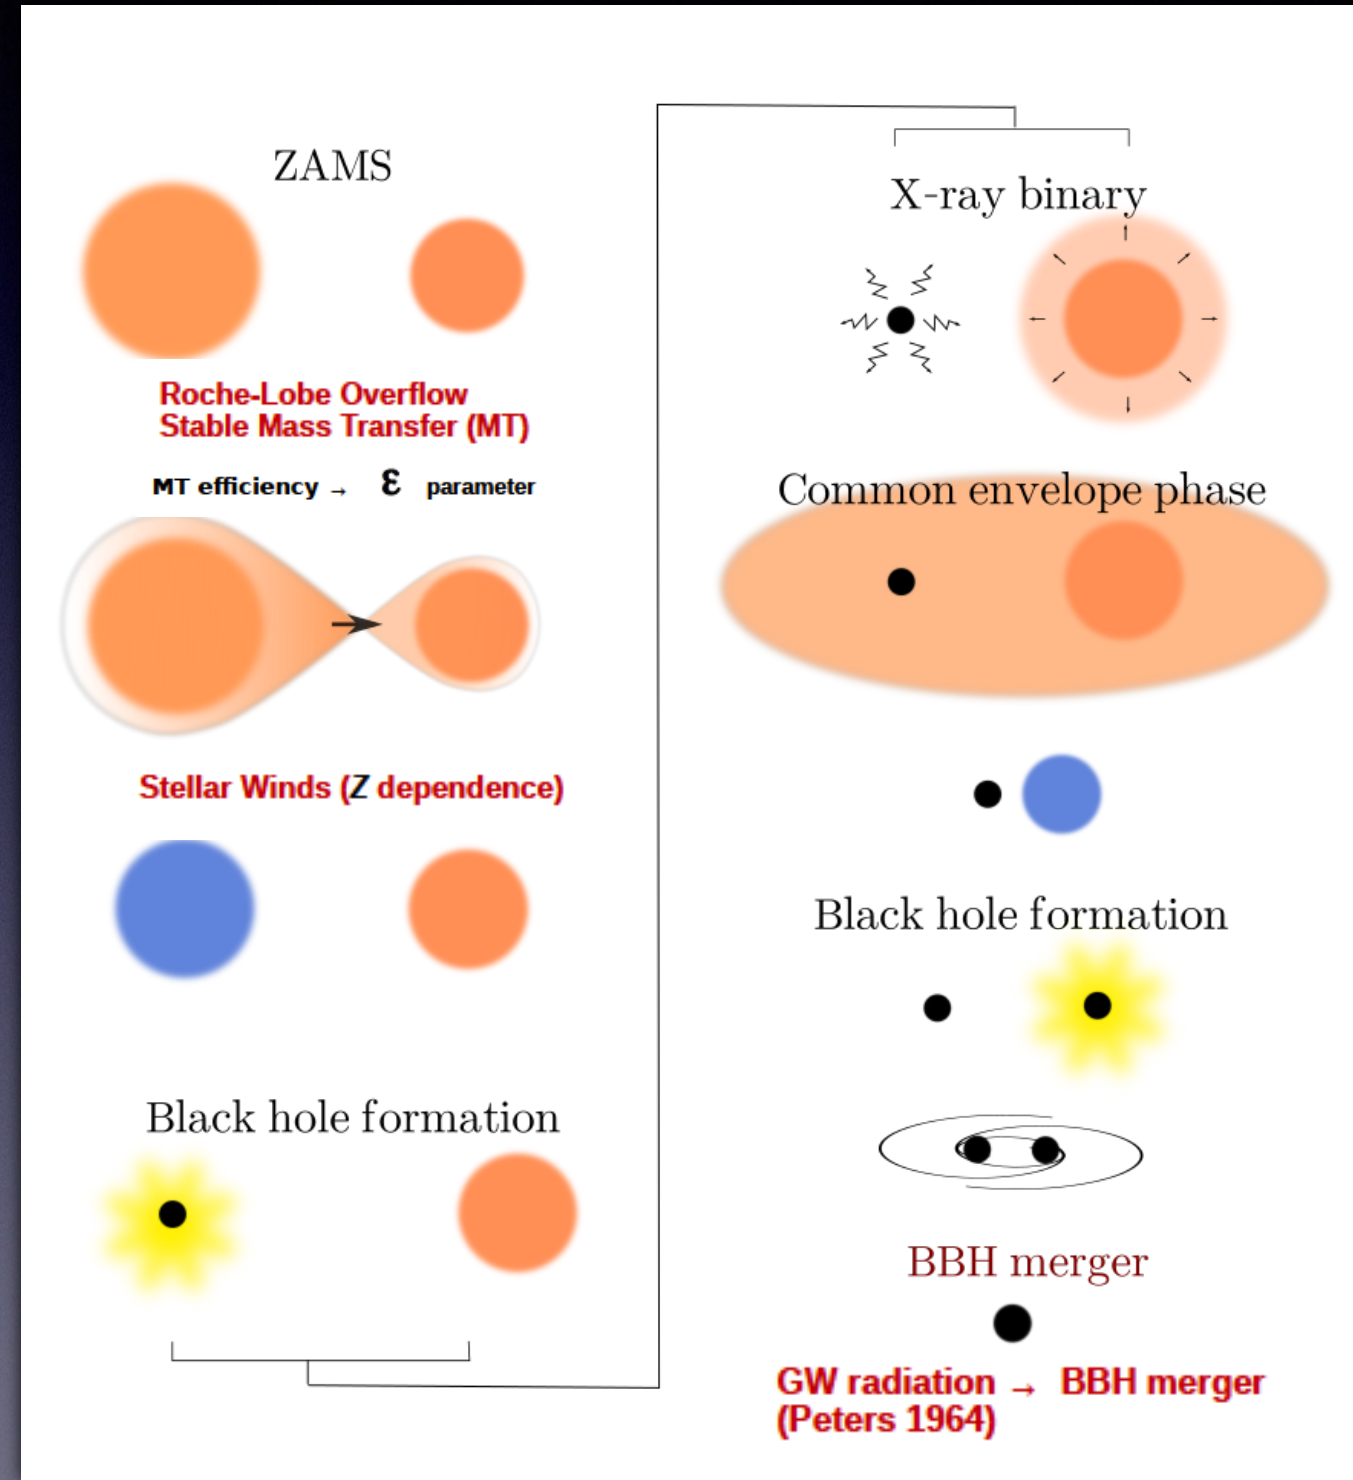 ZAMS
Roche-Lobe Overflow
Stable Mass Transfer (MT)
MT efficiency → ε parameter
Stellar Winds (Z dependence)
Black hole formation
X-ray binary
Common envelope phase
Black hole formation
BBH merger
GW radiation → BBH merger
(Peters 1964)